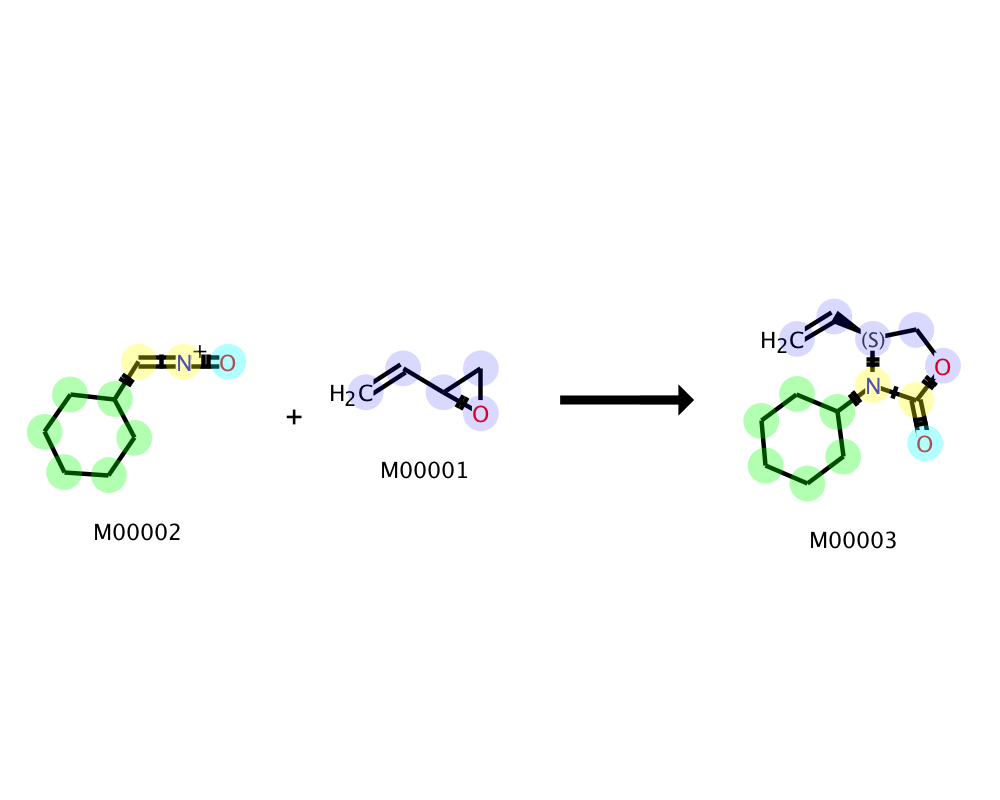 H2C (S)
N+ O O
H2C N
+ O O
M00001
M00002 M00003